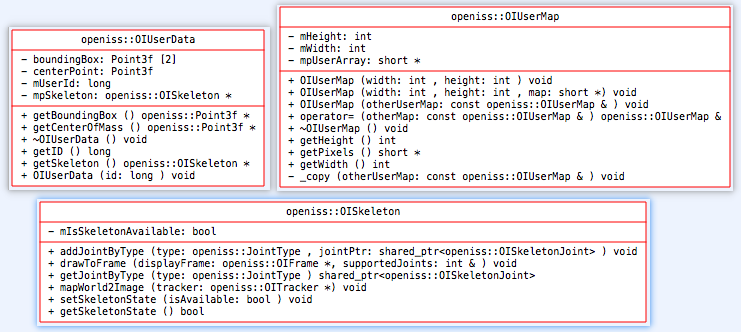 openiss::OIUserData
- boundingBox: Point3f [2]
- centerPoint: Point3f
- mUserId: long
- mpSkeleton: openiss::OISkeleton *
+ getBoundingBox () openiss::Point3f *
+ getCenterOfMass () openiss::Point3f *
+ ~OIUserData () void
+ getID () long
+ getSkeleton () openiss::OISkeleton *
+ OIUserData (id: long ) void
openiss::OIUserMap
- mHeight: int
- mWidth: int
- mpUserArray: short *
+ OIUserMap (width: int , height: int ) void
+ OIUserMap (width: int , height: int , map: short *) void
+ OIUserMap (otherUserMap: const openiss::OIUserMap & ) void
+ operator= (otherMap: const openiss::OIUserMap & ) openiss::OIUserMap &
+ ~OIUserMap () void
+ getHeight () int
+ getPixels () short *
+ getWidth () int
- _copy (otherUserMap: const openiss::OIUserMap & ) void
openiss::OISkeleton
- mIsSkeletonAvailable: bool
+ addJointByType (type: openiss::JointType , jointPtr: shared_ptr<openiss::OISkeletonJoint> ) void
+ drawToFrame (displayFrame: openiss::OIFrame *, supportedJoints: int & ) void
+ getJointByType (type: openiss::JointType ) shared_ptr<openiss::OISkeletonJoint>
+ mapWorld2Image (tracker: openiss::OITracker *) void
+ setSkeletonState (isAvailable: bool ) void
+ getSkeletonState () bool